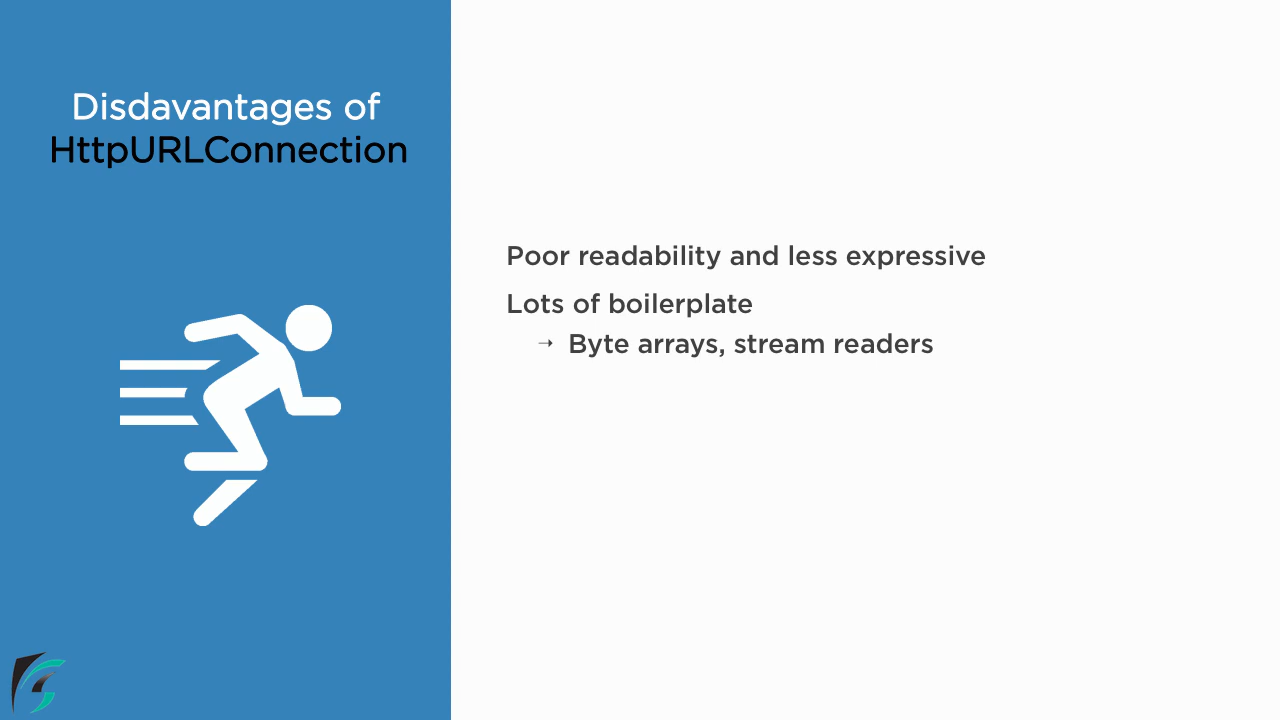 Disdavantages of
HttpURLConnection
Poor readability and less expressive
Lots of boilerplate
➝ Byte arrays, stream readers